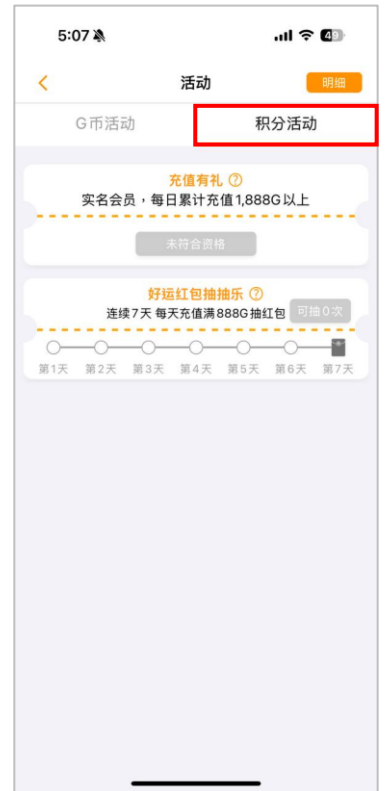 5:07
49
活动
明细
G币活动
积分活动
充值有礼 ?
实名会员，每日累计充值1,888G以上
未符合资格
好运红包抽抽乐 ?
连续7天 每天充值满888G抽红包
可抽0次
第1天 第2天 第3天 第4天 第5天 第6天 第7天